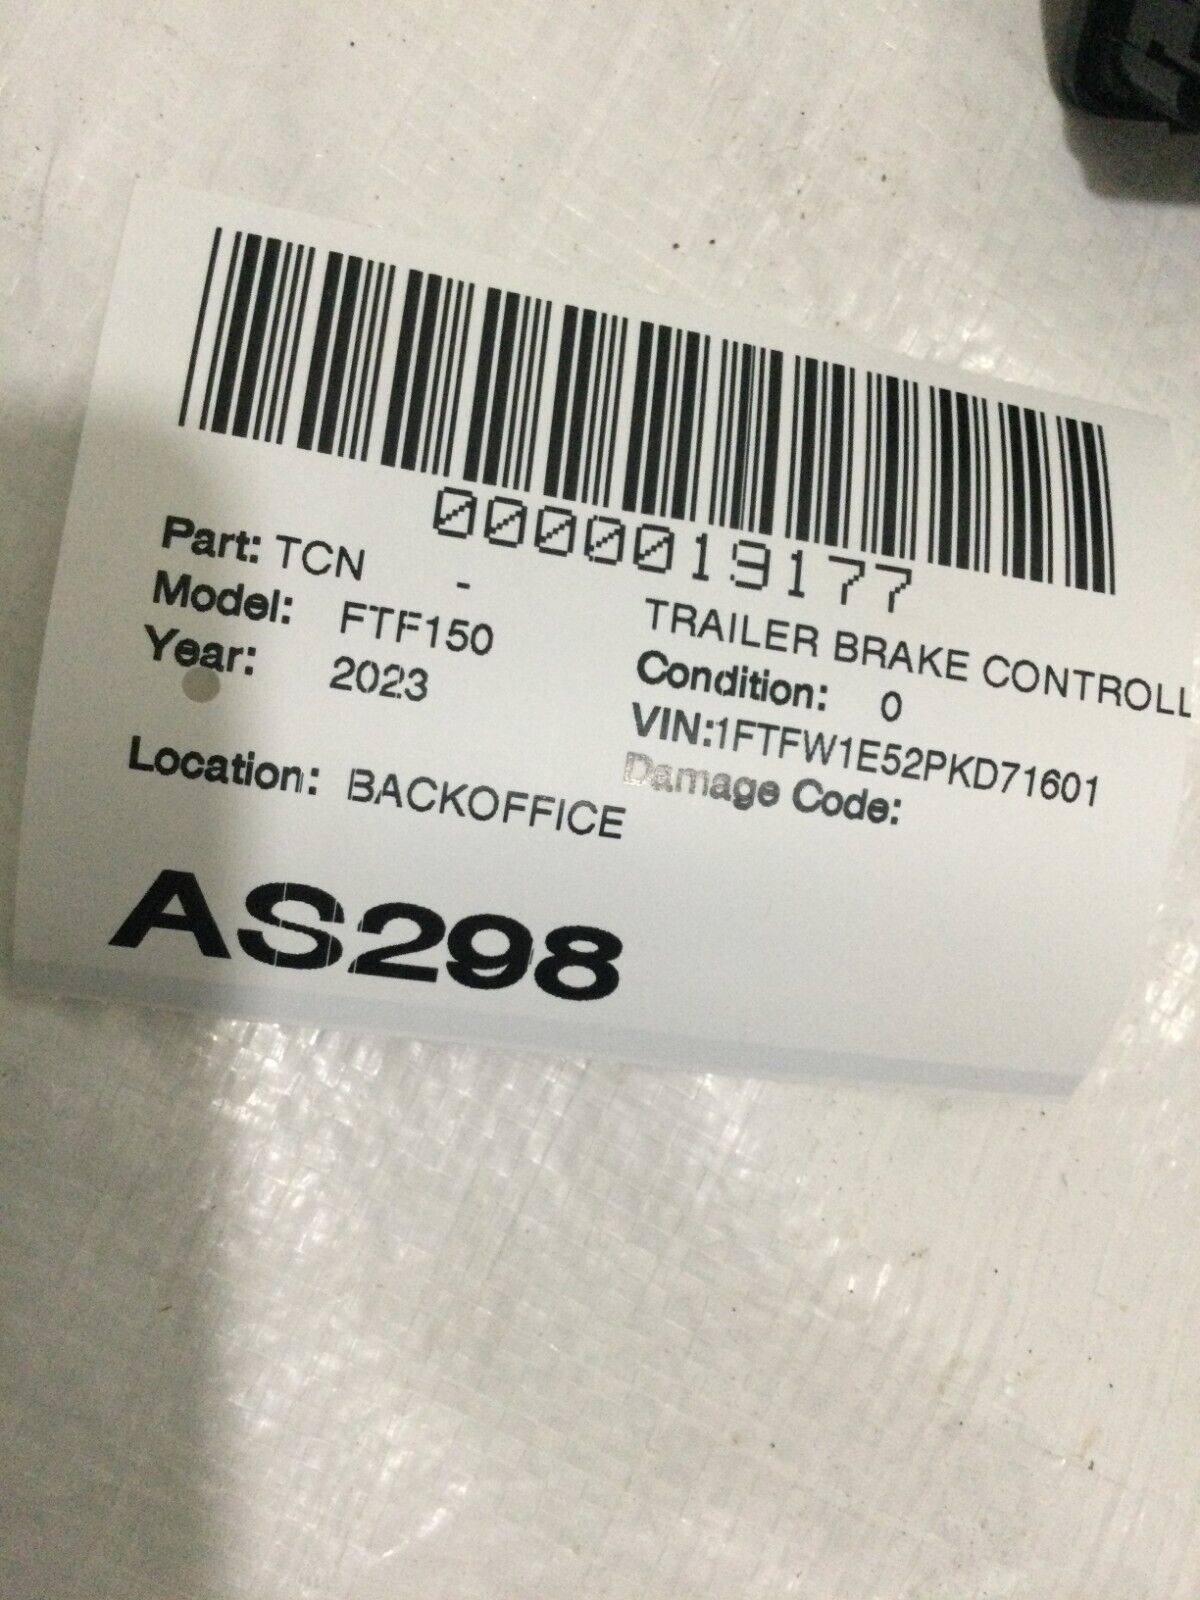 0000019177
Part: TCN -
TRAILER BRAKE CONTROLL
Model: FTF150
Condition: 0
Year: 2023
VIN:1FTFW1E52PKD71601
Damage Code:
Location: BACKOFFICE
AS298